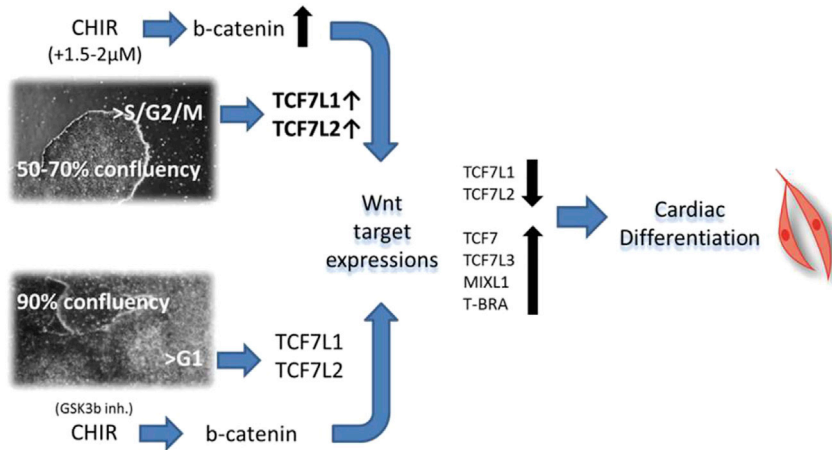 CHIR
(+1.5-2µM)
b-catenin
>S/G2/M
50-70% confluency
TCF7L1↑
TCF7L2↑
Wnt
target
expressions
TCF7L1
TCF7L2
TCF7
TCF7L3
MIXL1
T-BRA
Cardiac
Differentiation
90% confluency
>G1
TCF7L1
TCF7L2
(GSK3b inh.)
CHIR
b-catenin